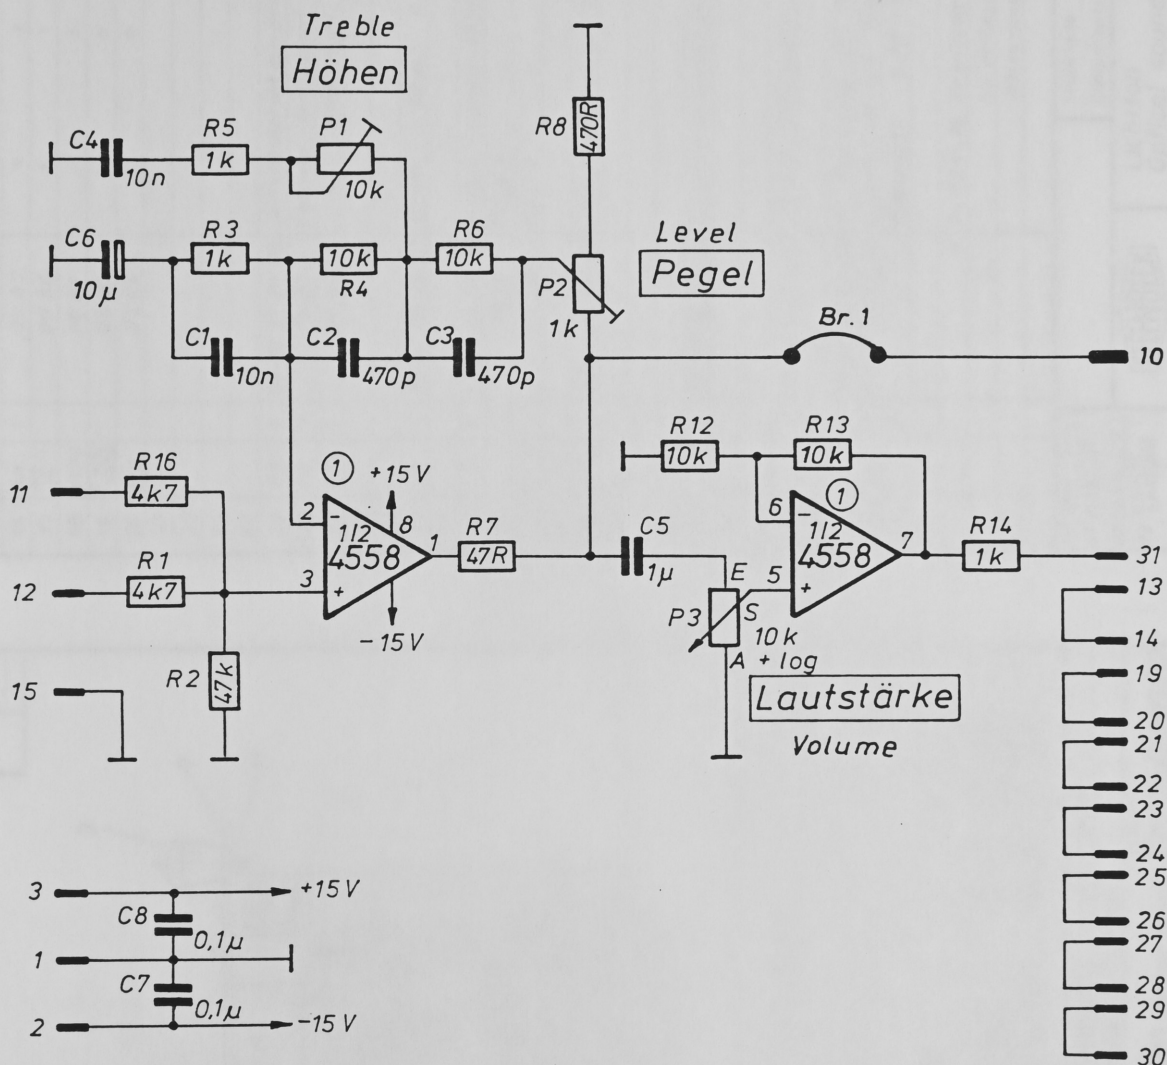 Treble
Höhen
C4
10n
R5
1k
P1
10k
R8
470R
C6
10µ
R3
1k
10k
R4
R6
10k
Level
Pegel
P2
1k
C1
10n
C2
470p
C3
470p
Br.1
10
R12
10k
R13
10k
11
R16
4k7
12
R1
4k7
R2
47k
15
1
+15V
2
-
8
1/2
4558
1
3
+
-15V
R7
47R
C5
1µ
E
P3
S
10k
A + log
Lautstärke
Volume
1
6
-
1/2
4558
7
5
+
R14
1k
31
13
14
19
20
21
22
23
24
25
26
27
28
29
30
3
+15V
C8
0,1µ
1
C7
0,1µ
2
-15V